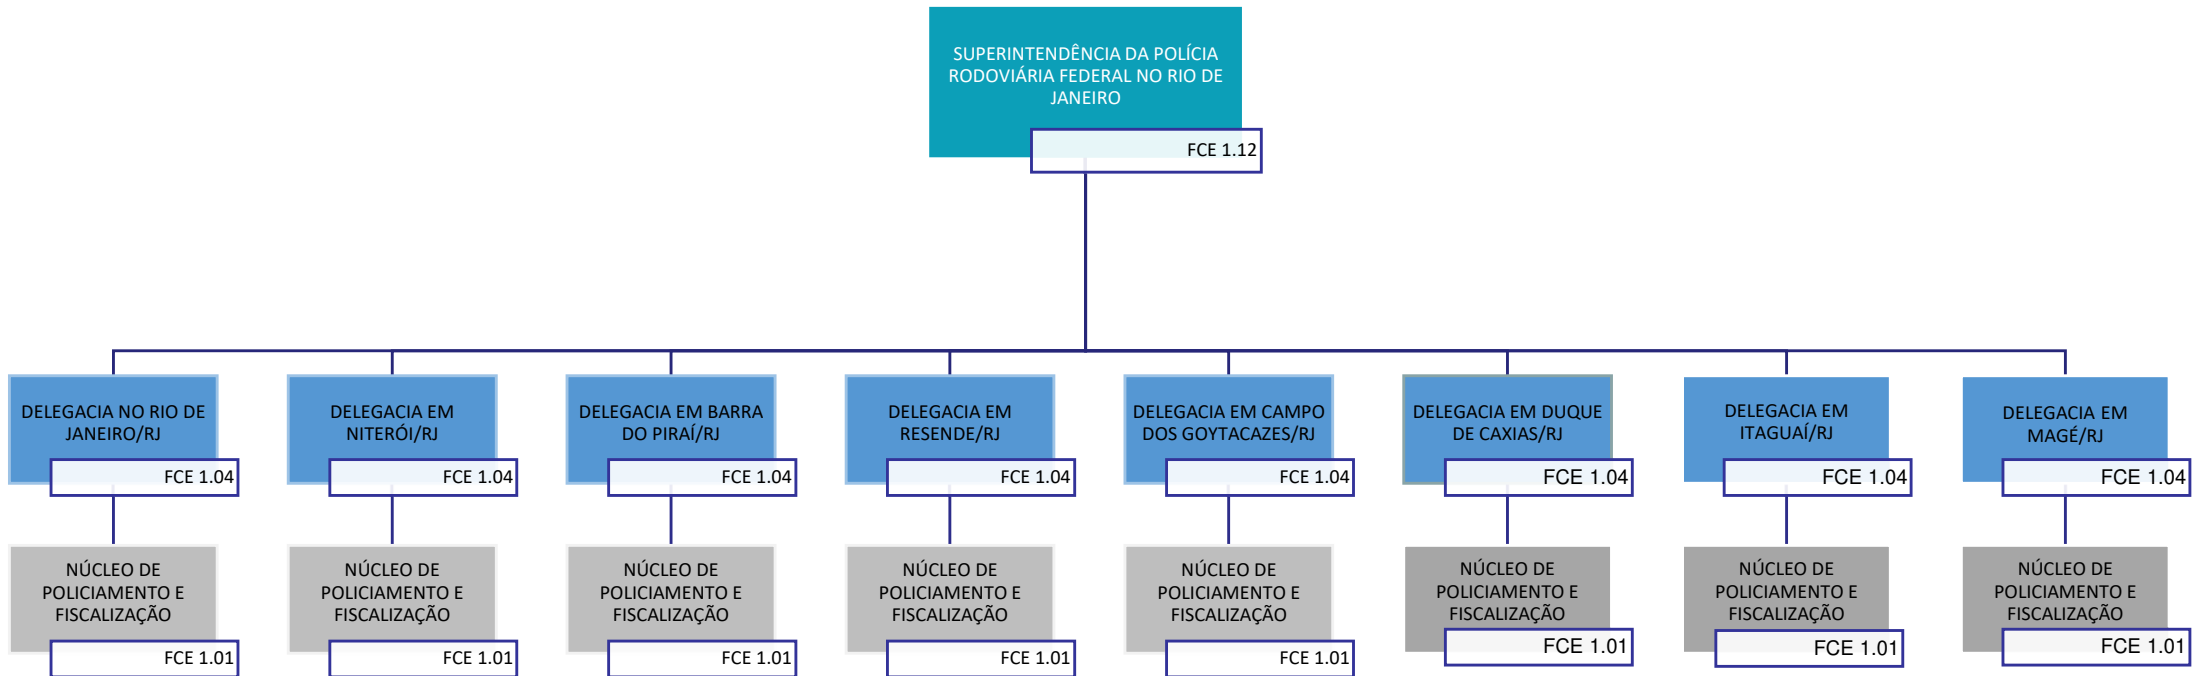 SUPERINTENDÊNCIA DA POLÍCIA
RODOVIÁRIA FEDERAL NO RIO DE
JANEIRO
FCE 1.12
DELEGACIA NO RIO DE
JANEIRO/RJ
FCE 1.04
DELEGACIA EM
NITERÓI/RJ
FCE 1.04
DELEGACIA EM BARRA
DO PIRAÍ/RJ
FCE 1.04
DELEGACIA EM
RESENDE/RJ
FCE 1.04
DELEGACIA EM CAMPO
DOS GOYTACAZES/RJ
FCE 1.04
DELEGACIA EM DUQUE
DE CAXIAS/RJ
FCE 1.04
DELEGACIA EM
ITAGUAÍ/RJ
FCE 1.04
DELEGACIA EM
MAGÉ/RJ
FCE 1.04
NÚCLEO DE
POLICIAMENTO E
FISCALIZAÇÃO
FCE 1.01
NÚCLEO DE
POLICIAMENTO E
FISCALIZAÇÃO
FCE 1.01
NÚCLEO DE
POLICIAMENTO E
FISCALIZAÇÃO
FCE 1.01
NÚCLEO DE
POLICIAMENTO E
FISCALIZAÇÃO
FCE 1.01
NÚCLEO DE
POLICIAMENTO E
FISCALIZAÇÃO
FCE 1.01
NÚCLEO DE
POLICIAMENTO E
FISCALIZAÇÃO
FCE 1.01
NÚCLEO DE
POLICIAMENTO E
FISCALIZAÇÃO
FCE 1.01
NÚCLEO DE
POLICIAMENTO E
FISCALIZAÇÃO
FCE 1.01